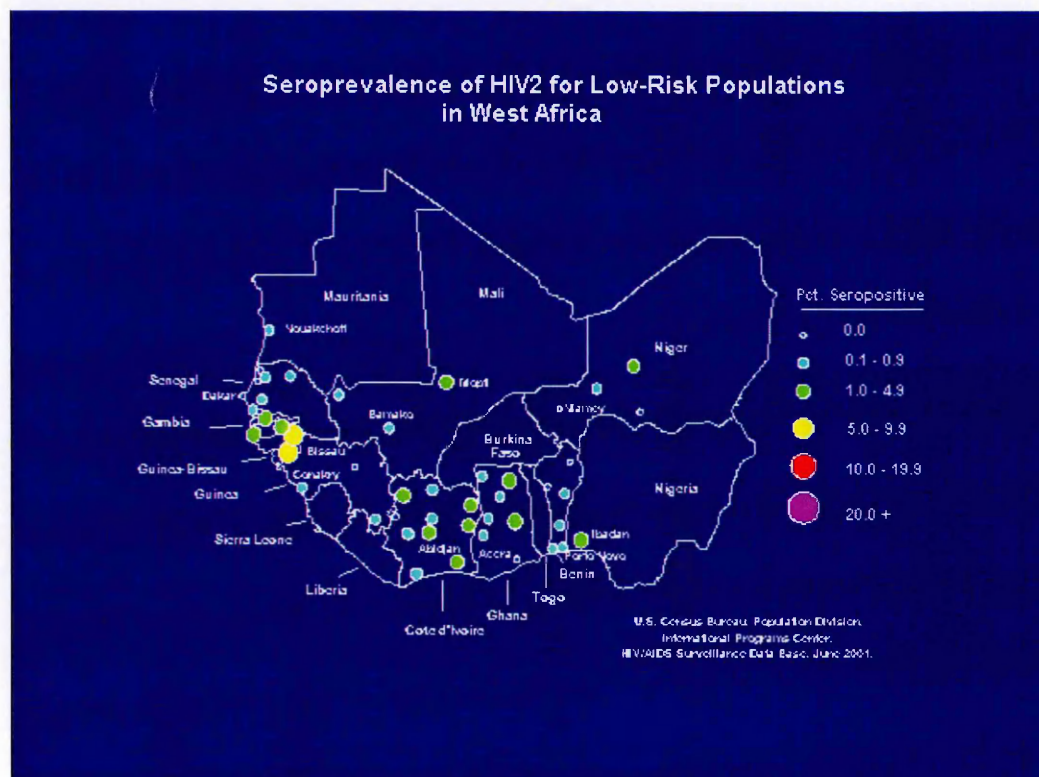 Seroprevalence of HIV2 for Low-Risk Populations
in West Africa
Mauritania
Mali
Nouakchott
Niger
Senegal
Dakar
Mopti
Niamey
Gambia
Bamako
Burkina
Faso
Bissau
Guinea-Bissau
Conakry
Guinea
Nigeria
Sierra Leone
Ibadan
Abidjan
Accra
Porto Novo
Liberia
Benin
Togo
Ghana
Cote d'Ivoire
Pct. Seropositive
0.0
0.1 - 0.9
1.0 - 4.9
5.0 - 9.9
10.0 - 19.9
20.0 +
U.S. Census Bureau, Population Division,
International Programs Center,
HIV/AIDS Surveillance Data Base, June 2001.